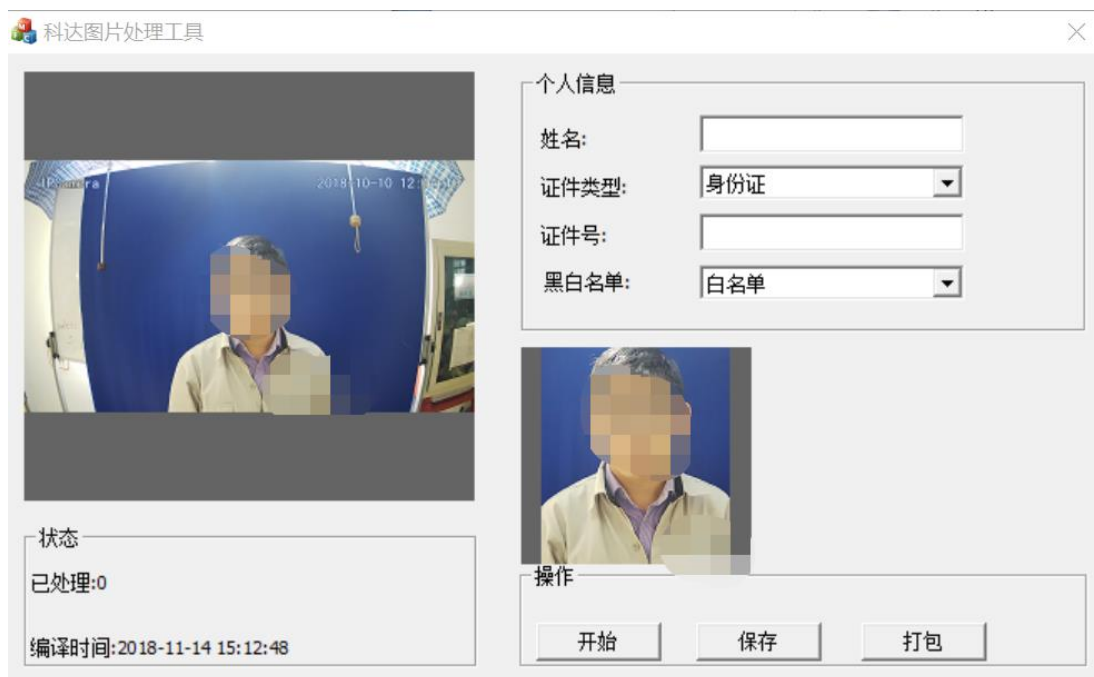 科达图片处理工具
IPcamera
2018-10-10 12:
个人信息
姓名:
证件类型:
身份证
证件号:
黑白名单:
白名单
状态
已处理:0
编译时间:2018-11-14 15:12:48
操作
开始
保存
打包